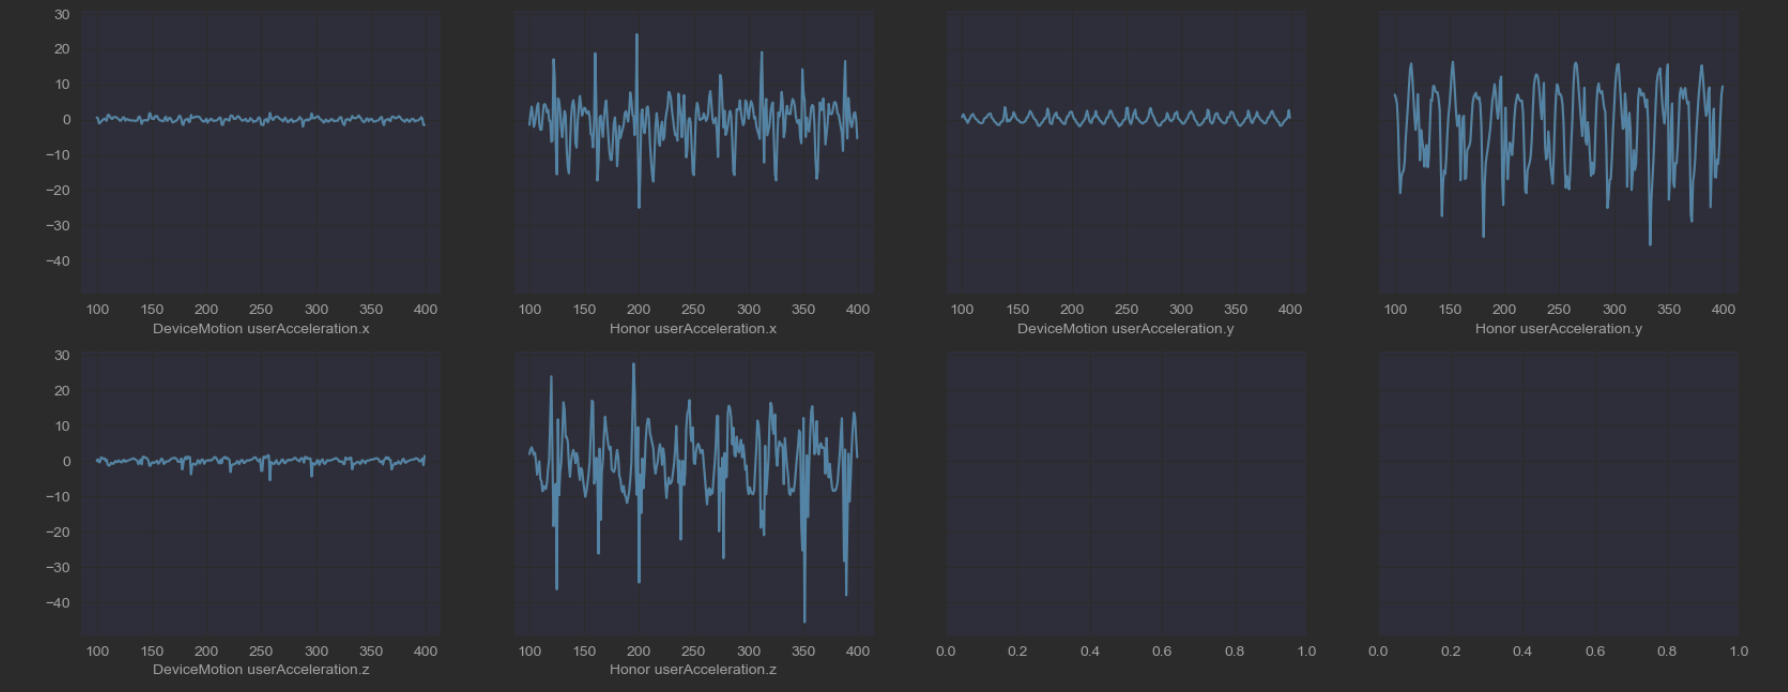 30
20
10
0
−10
−20
−30
−40
100 150 200 250 300 350 400
DeviceMotion userAcceleration.x
100 150 200 250 300 350 400
Honor userAcceleration.x
100 150 200 250 300 350 400
DeviceMotion userAcceleration.y
100 150 200 250 300 350 400
Honor userAcceleration.y
30
20
10
0
−10
−20
−30
−40
100 150 200 250 300 350 400
DeviceMotion userAcceleration.z
100 150 200 250 300 350 400
Honor userAcceleration.z
0.0 0.2 0.4 0.6 0.8 1.0
0.0 0.2 0.4 0.6 0.8 1.0